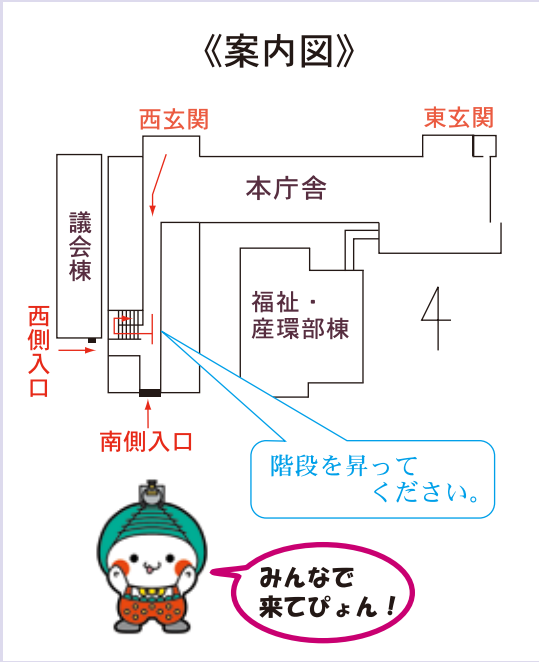 《案内図》
西玄関
東玄関
本庁舎
議会棟
福祉・
産環部棟
西側入口
南側入口
階段を昇って
ください。
みんなで
来てぴょん！